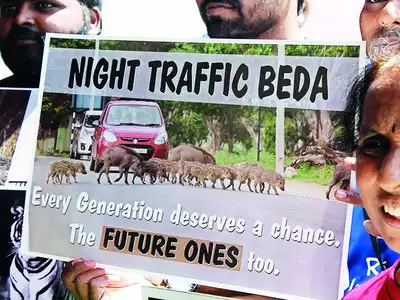 NIGHT TRAFFIC BEDA
Every Generation deserves a chance.
The FUTURE ONES too.